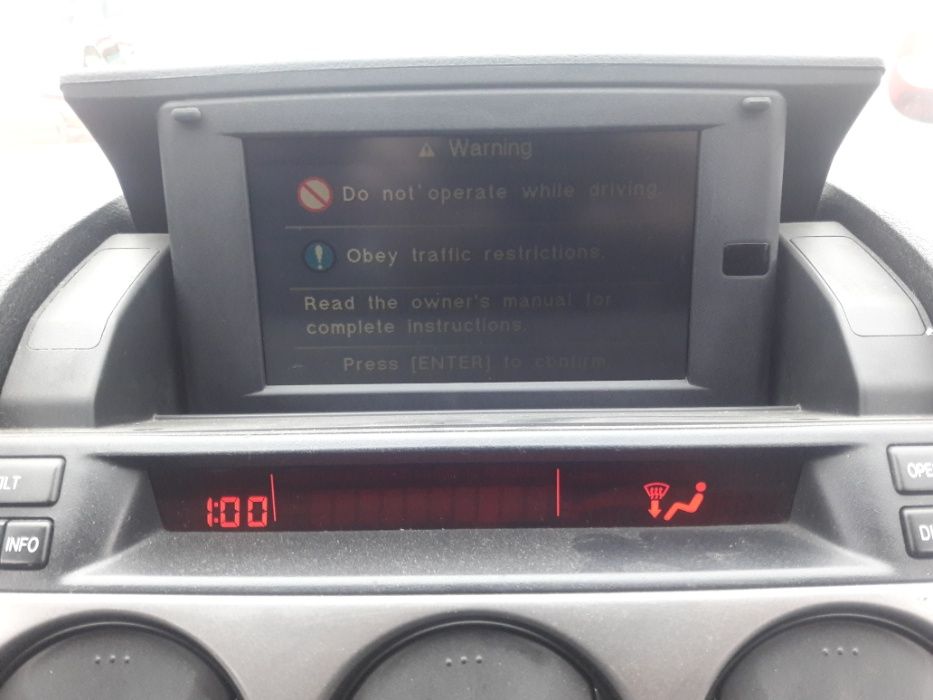 Warning
Do not operate while driving.
Obey traffic restrictions.
Read the owner's manual for
complete instructions.
Press [ENTER] to confirm
1:00
INFO